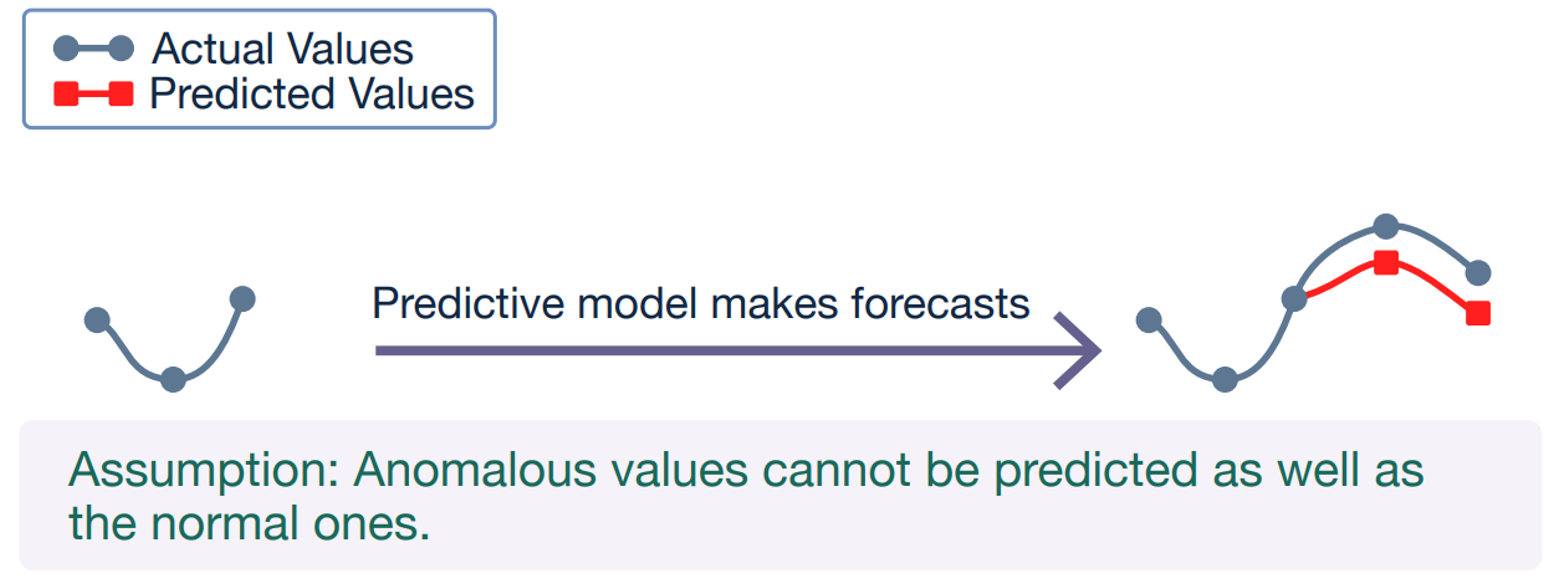 Actual Values
Predicted Values
Predictive model makes forecasts
Assumption: Anomalous values cannot be predicted as well as
the normal ones.